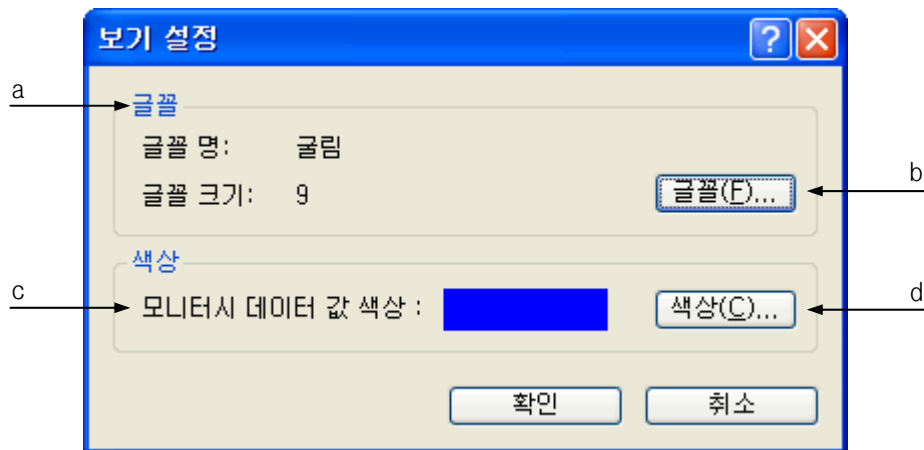 보기 설정
a
글꼴
글꼴 명: 굴림
b
글꼴 크기: 9 글꼴(F)...
색상
c 모니터시 데이터 값 색상 : 색상(C)... d
확인 취소